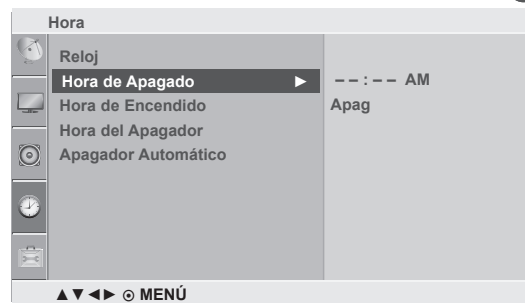 Hora
Reloj
Hora de Apagado ► – – : – – AM
Hora de Encendido Apag
Hora del Apagador
Apagador Automático
▲▼◄► ⊙ MENÚ